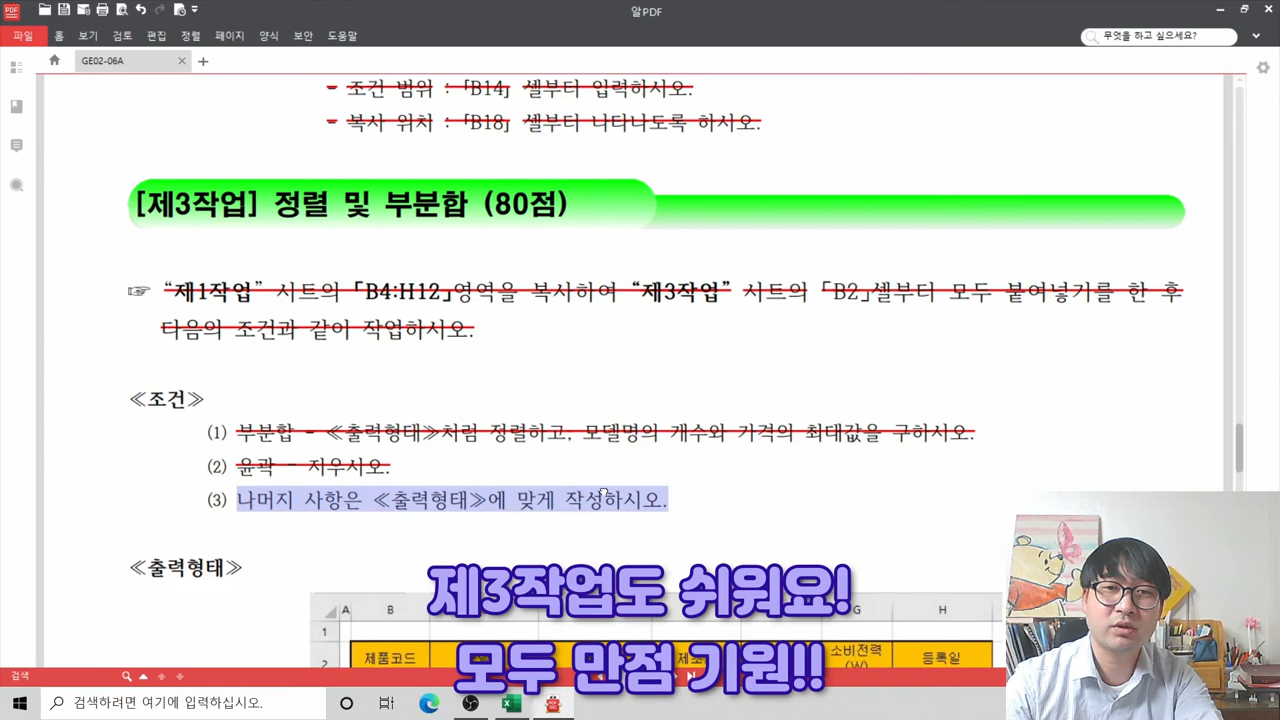 알PDF
파일 홈 보기 검토 편집 정렬 페이지 양식 보안 도움말
무엇을 하고 싶으세요?
GE02-06A
- 조건 범위 : 「B14」 셀부터 입력하시오.
- 복사 위치 : 「B18」 셀부터 나타나도록 하시오.
[제3작업] 정렬 및 부분합 (80점)
☞ “제1작업” 시트의 「B4:H12」영역을 복사하여 “제3작업” 시트의 「B2」셀부터 모두 붙여넣기를 한 후
다음의 조건과 같이 작업하시오.
≪조건≫
(1) 부분합 - ≪출력형태≫처럼 정렬하고, 모델명의 개수와 가격의 최대값을 구하시오.
(2) 윤곽 - 지우시오.
(3) 나머지 사항은 ≪출력형태≫에 맞게 작성하시오.
≪출력형태≫
제3작업도 쉬워요!
모두 만점 기원!!
A B G H
1
2 제품코드 소비전력
(W) 등록일
검색
검색하려면 여기에 입력하십시오.